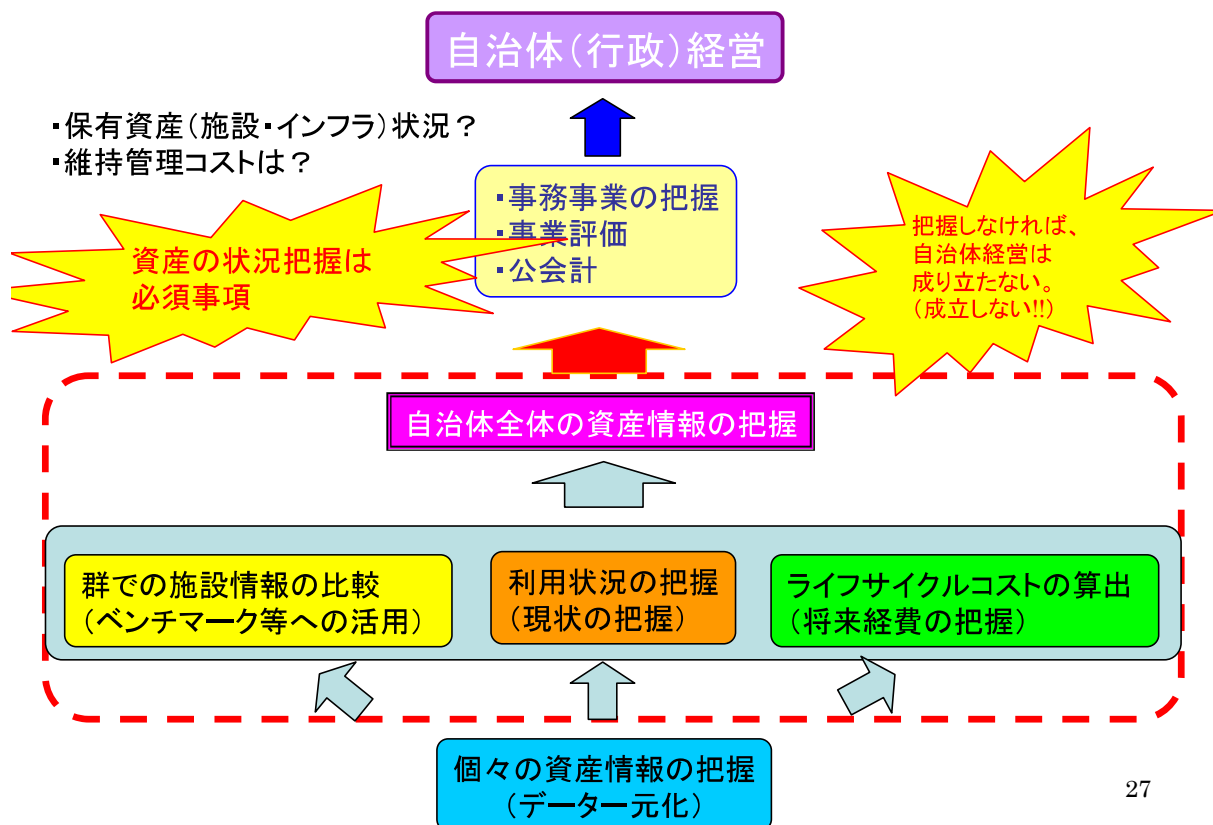 自治体（行政）経営
・保有資産（施設・インフラ）状況？
・維持管理コストは？
・事務事業の把握
・事業評価
・公会計
資産の状況把握は
必須事項
把握しなければ、
自治体経営は
成り立たない。
（成立しない!!）
自治体全体の資産情報の把握
群での施設情報の比較
（ベンチマーク等への活用）
利用状況の把握
（現状の把握）
ライフサイクルコストの算出
（将来経費の把握）
個々の資産情報の把握
（データー元化）
27